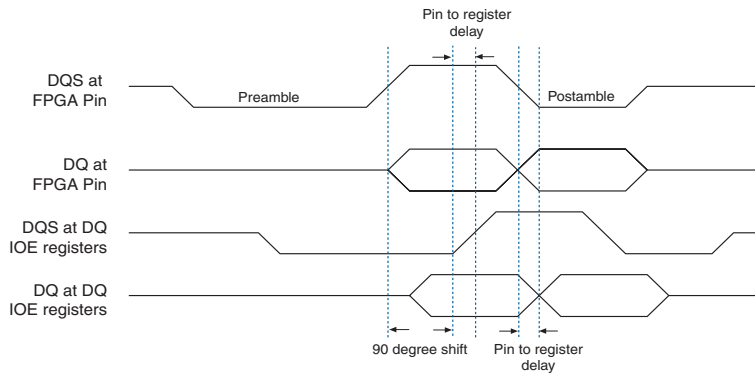 Pin to register
delay
DQS at
FPGA Pin
Preamble
Postamble
DQ at
FPGA Pin
DQS at DQ
IOE registers
DQ at DQ
IOE registers
90 degree shift
Pin to register
delay